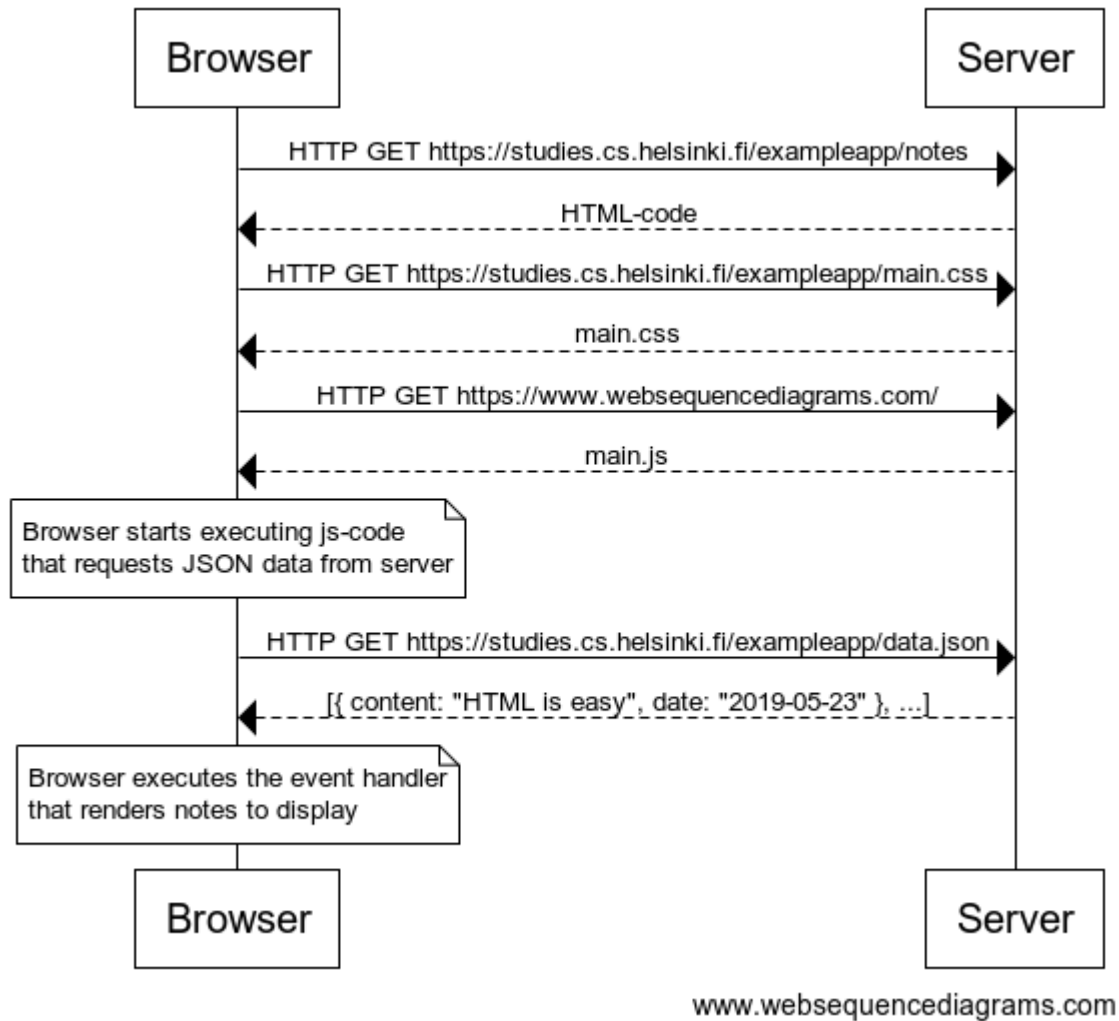 Browser
Server
HTTP GET https://studies.cs.helsinki.fi/exampleapp/notes
HTML-code
HTTP GET https://studies.cs.helsinki.fi/exampleapp/main.css
main.css
HTTP GET https://www.websequencediagrams.com/
main.js
Browser starts executing js-code
that requests JSON data from server
HTTP GET https://studies.cs.helsinki.fi/exampleapp/data.json
[{ content: "HTML is easy", date: "2019-05-23" }, ...]
Browser executes the event handler
that renders notes to display
Browser
Server
www.websequencediagrams.com